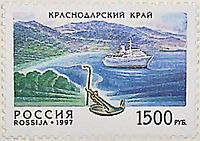 КРАСНОДАРСКИЙ КРАЙ
РОССИЯ
ROSSIJA • 1997
1500 РУБ.